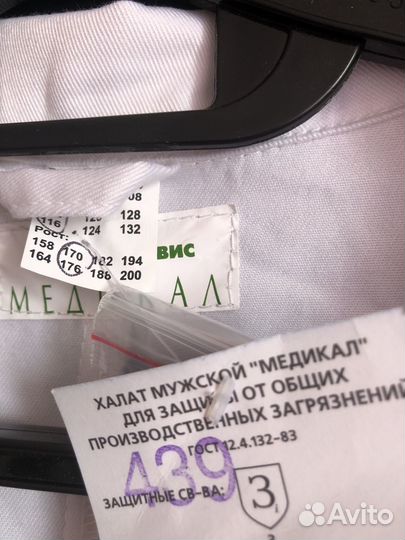 08
116 120 128
Рост: 124 132
158 170 182 194
164 176 188 200
ВИС
МЕДИКАЛ
ХАЛАТ МУЖСКОЙ "МЕДИКАЛ"
ДЛЯ ЗАЩИТЫ ОТ ОБЩИХ
ПРОИЗВОДСТВЕННЫХ ЗАГРЯЗНЕНИЙ
ГОСТ 12.4.132-83
439
ЗАЩИТНЫЕ СВ-ВА: З
З
Avito